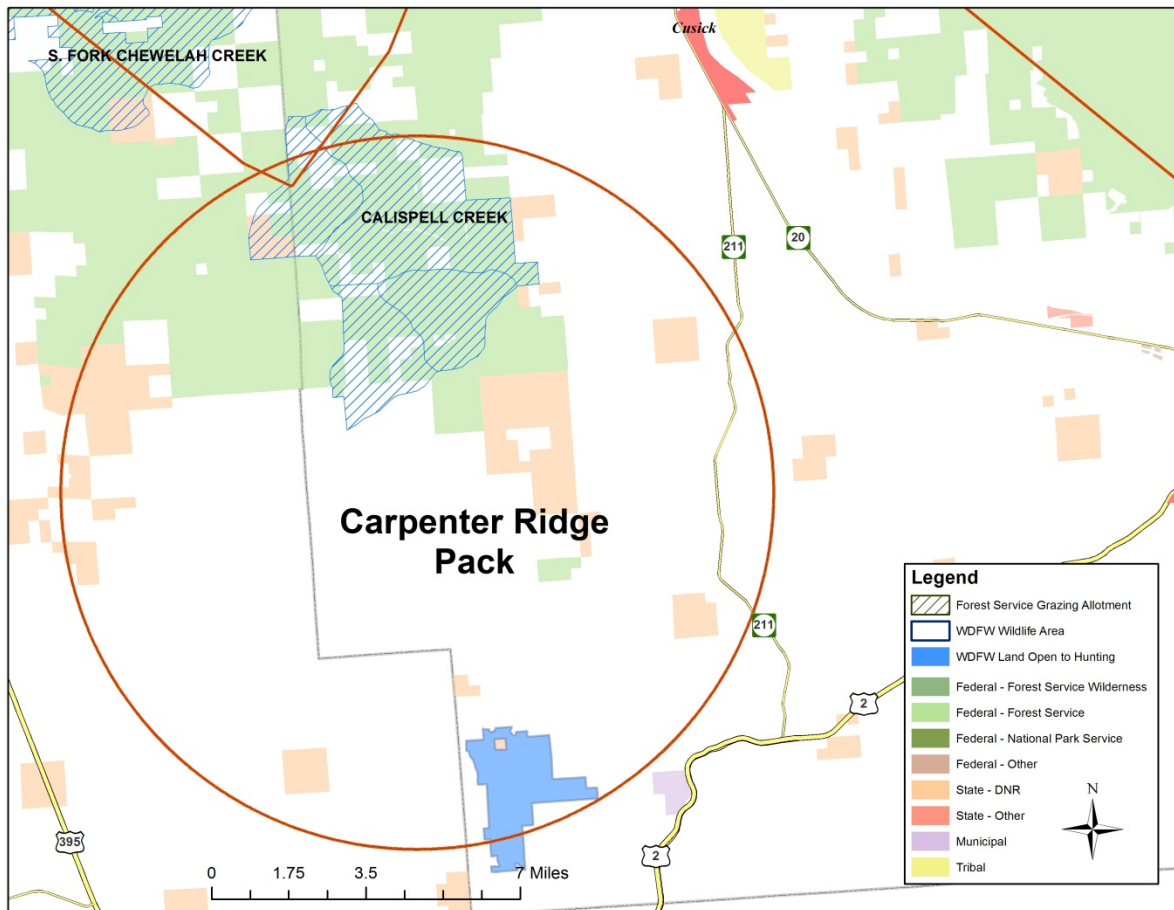 Cusick
S. FORK CHEWELAH CREEK
CALISPELL CREEK
211
20
Carpenter Ridge
Pack
211
2
395
2
0 1.75 3.5 7 Miles
Legend
Forest Service Grazing Allotment
WDFW Wildlife Area
WDFW Land Open to Hunting
Federal - Forest Service Wilderness
Federal - Forest Service
Federal - National Park Service
Federal - Other
State - DNR
State - Other
Municipal
Tribal
N